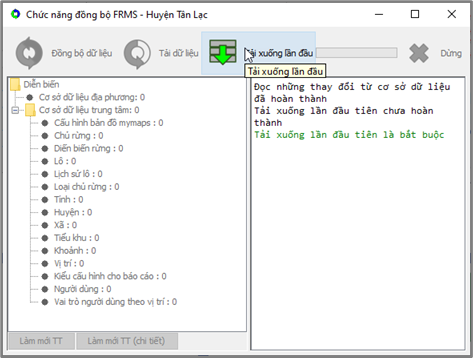 Chức năng đồng bộ FRMS - Huyện Tân Lạc
Đồng bộ dữ liệu
Tải dữ liệu
Tải xuống lần đầu
Dừng
Tải xuống lần đầu
Diễn biến
Cơ sở dữ liệu địa phương: 0
Cơ sở dữ liệu trung tâm: 0
Cấu hình bản đồ mymaps: 0
Chủ rừng: 0
Diễn biến rừng: 0
Lô : 0
Lịch sử lô : 0
Loại chủ rừng: 0
Tỉnh : 0
Huyện : 0
Xã : 0
Tiểu khu : 0
Khoảnh : 0
Vị trí : 0
Kiểu cấu hình cho báo cáo : 0
Người dùng : 0
Vai trò người dùng theo vị trí : 0
Làm mới TT
Làm mới TT (chi tiết)
Đọc những thay đổi từ cơ sở dữ liệu
đã hoàn thành
Tải xuống lần đầu tiên chưa hoàn
thành
Tải xuống lần đầu tiên là bắt buộc